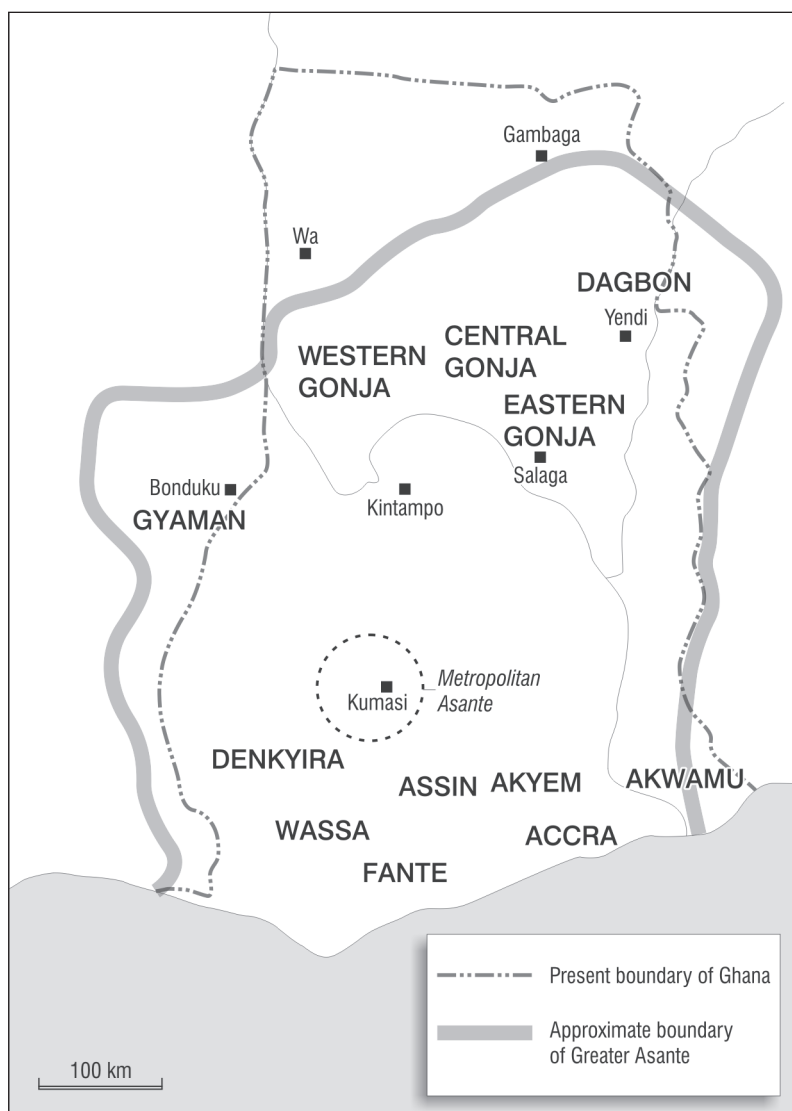 Gambaga
Wa
DAGBON
Yendi
WESTERN
GONJA
CENTRAL
GONJA
EASTERN
GONJA
Salaga
Bonduku
GYAMAN
Kintampo
Kumasi
Metropolitan
Asante
DENKYIRA
ASSIN
AKYEM
AKWAMU
WASSA
ACCRA
FANTE
Present boundary of Ghana
Approximate boundary
of Greater Asante
100 km